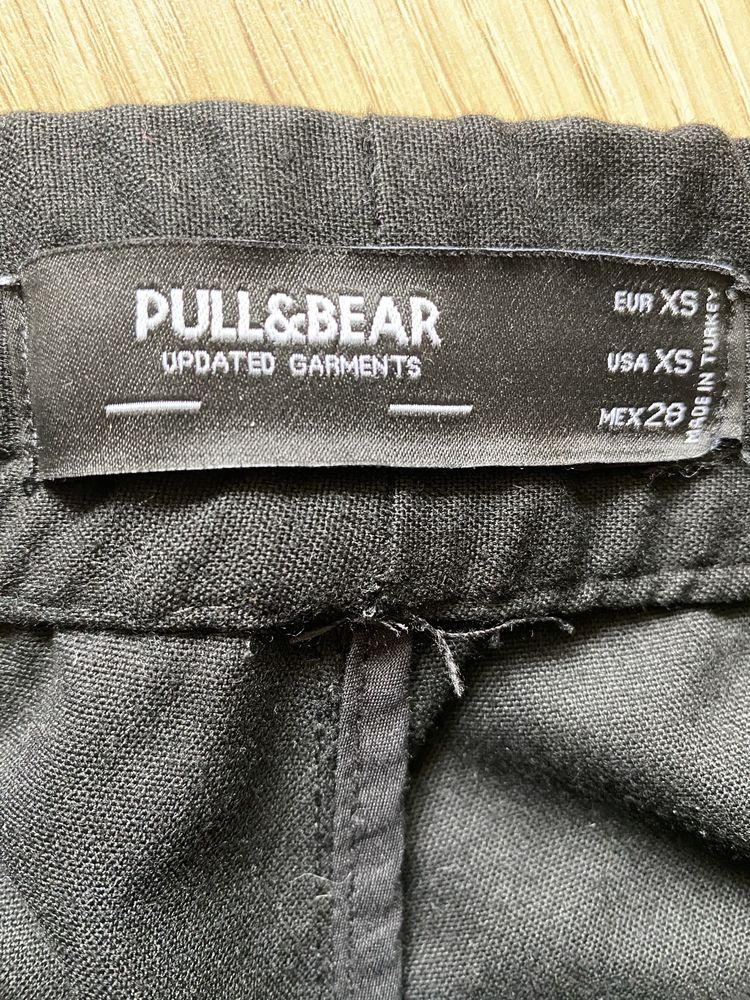 PULL&BEAR
UPDATED GARMENTS
EUR XS
USA XS
MEX 28
MADE IN TURKEY